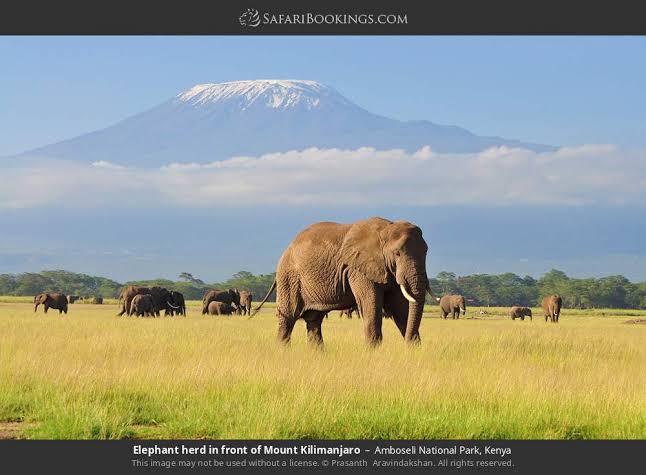 SafariBookings.com
Elephant herd in front of Mount Kilimanjaro – Amboseli National Park, Kenya
This image may not be used without a license. © Prasanth Aravindakshan. All rights reserved.